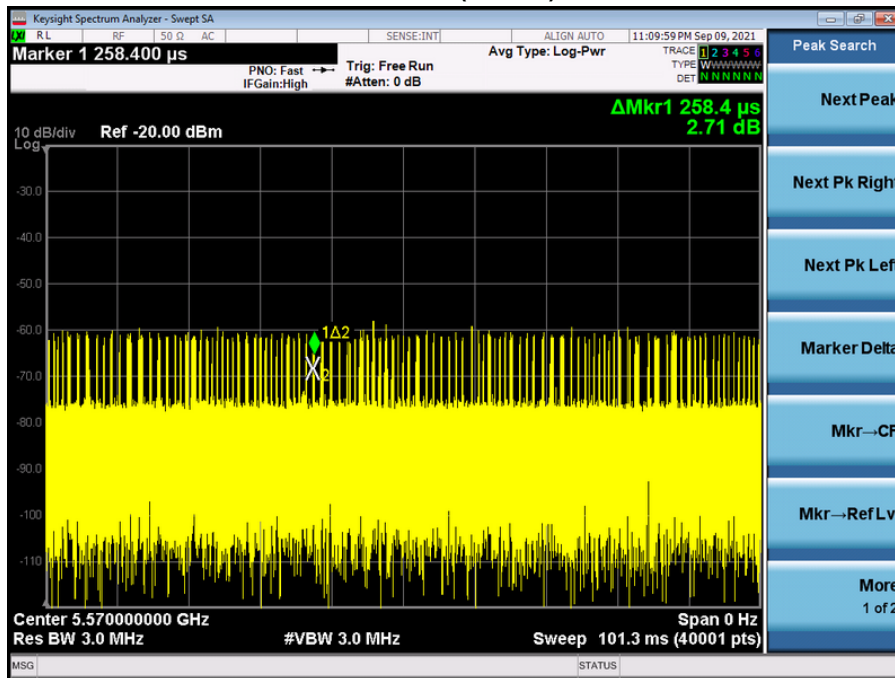 Keysight Spectrum Analyzer - Swept SA
LXI RL RF 50 Ω AC SENSE:INT ALIGN AUTO 11:09:59 PM Sep 09, 2021
Marker 1 258.400 µs
PNO: Fast
IFGain:High
Trig: Free Run
#Atten: 0 dB
Avg Type: Log-Pwr
TRACE 1 2 3 4 5 6
TYPE W
DET N N N N N N
Peak Search
ΔMkr1 258.4 µs
2.71 dB
10 dB/div Ref -20.00 dBm
Log
-30.0
-40.0
-50.0
-60.0
-70.0
-80.0
-90.0
-100
-110
1Δ2
2
Center 5.570000000 GHz Span 0 Hz
Res BW 3.0 MHz #VBW 3.0 MHz Sweep 101.3 ms (40001 pts)
MSG STATUS
Next Peak
Next Pk Right
Next Pk Left
Marker Delta
Mkr→CF
Mkr→Ref Lv
More
1 of 2